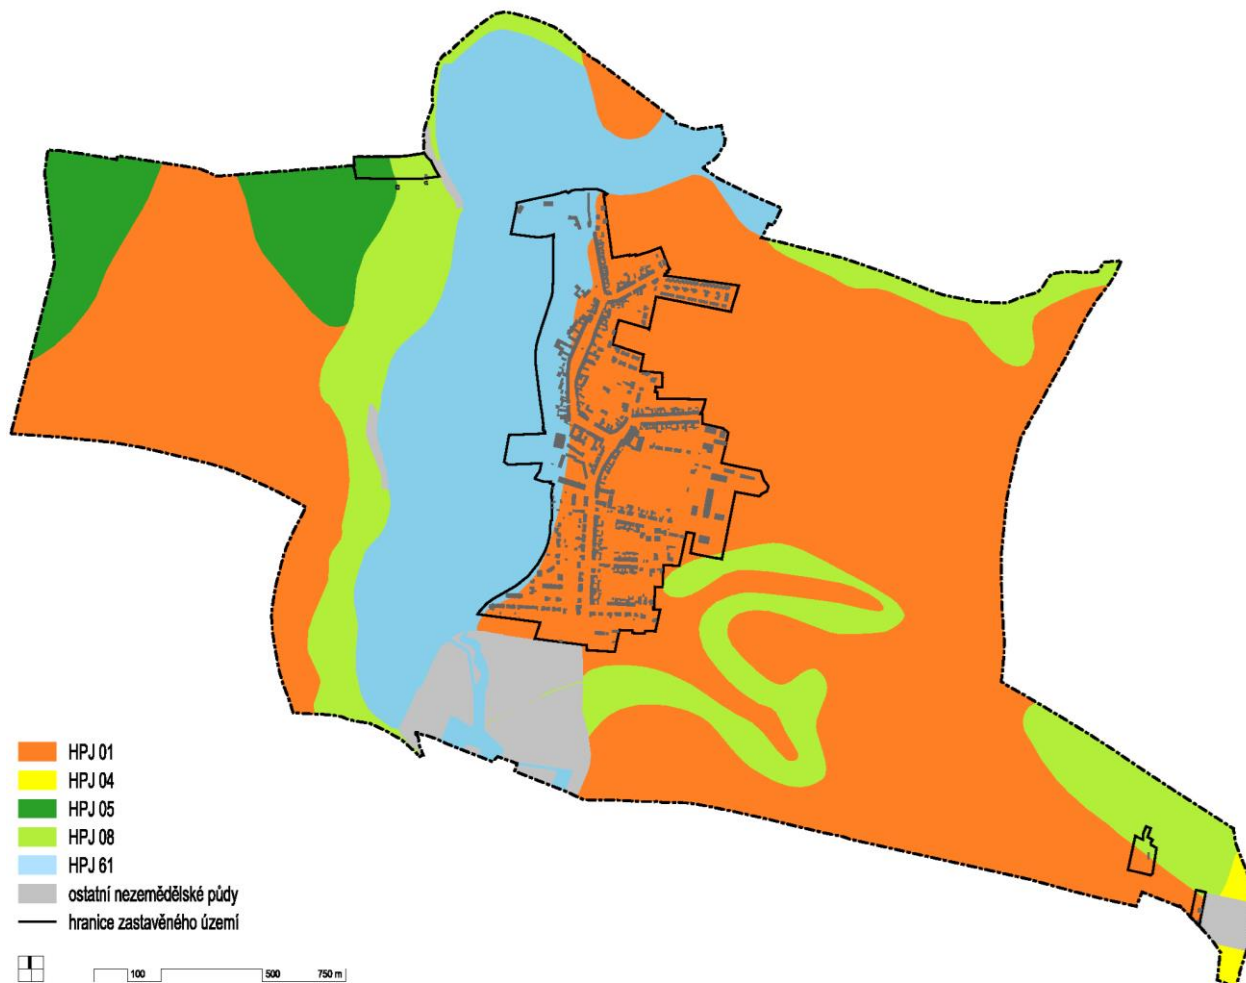 HPJ 01
HPJ 04
HPJ 05
HPJ 08
HPJ 61
ostatní nezemědělské půdy
hranice zastavěného území
100 500 750 m